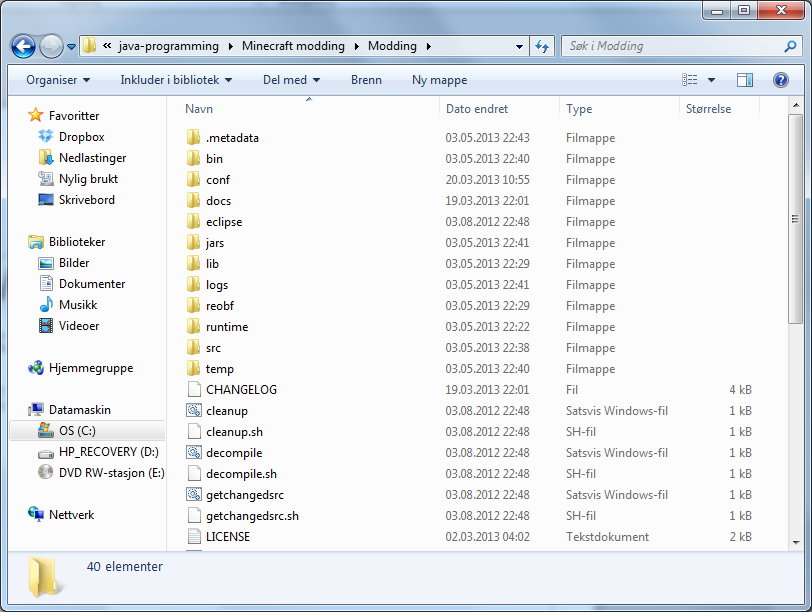 « java-programming ▸ Minecraft modding ▸ Modding ▸
Søk i Modding
Organiser Inkluder i bibliotek Del med Brenn Ny mappe
Favoritter
Dropbox
Nedlastinger
Nylig brukt
Skrivebord
Biblioteker
Bilder
Dokumenter
Musikk
Videoer
Hjemmegruppe
Datamaskin
OS (C:)
HP_RECOVERY (D:)
DVD RW-stasjon (E:)
Nettverk
Navn Dato endret Type Størrelse
.metadata 03.05.2013 22:43 Filmappe
bin 03.05.2013 22:40 Filmappe
conf 20.03.2013 10:55 Filmappe
docs 19.03.2013 22:01 Filmappe
eclipse 03.08.2012 22:48 Filmappe
jars 03.05.2013 22:41 Filmappe
lib 03.05.2013 22:29 Filmappe
logs 03.05.2013 22:41 Filmappe
reobf 03.05.2013 22:29 Filmappe
runtime 03.05.2013 22:22 Filmappe
src 03.05.2013 22:38 Filmappe
temp 03.05.2013 22:40 Filmappe
CHANGELOG 19.03.2013 22:01 Fil 4 kB
cleanup 03.08.2012 22:48 Satsvis Windows-fil 1 kB
cleanup.sh 03.08.2012 22:48 SH-fil 1 kB
decompile 03.08.2012 22:48 Satsvis Windows-fil 1 kB
decompile.sh 03.08.2012 22:48 SH-fil 1 kB
getchangedsrc 03.08.2012 22:48 Satsvis Windows-fil 1 kB
getchangedsrc.sh 03.08.2012 22:48 SH-fil 1 kB
LICENSE 02.03.2013 04:02 Tekstdokument 2 kB
40 elementer